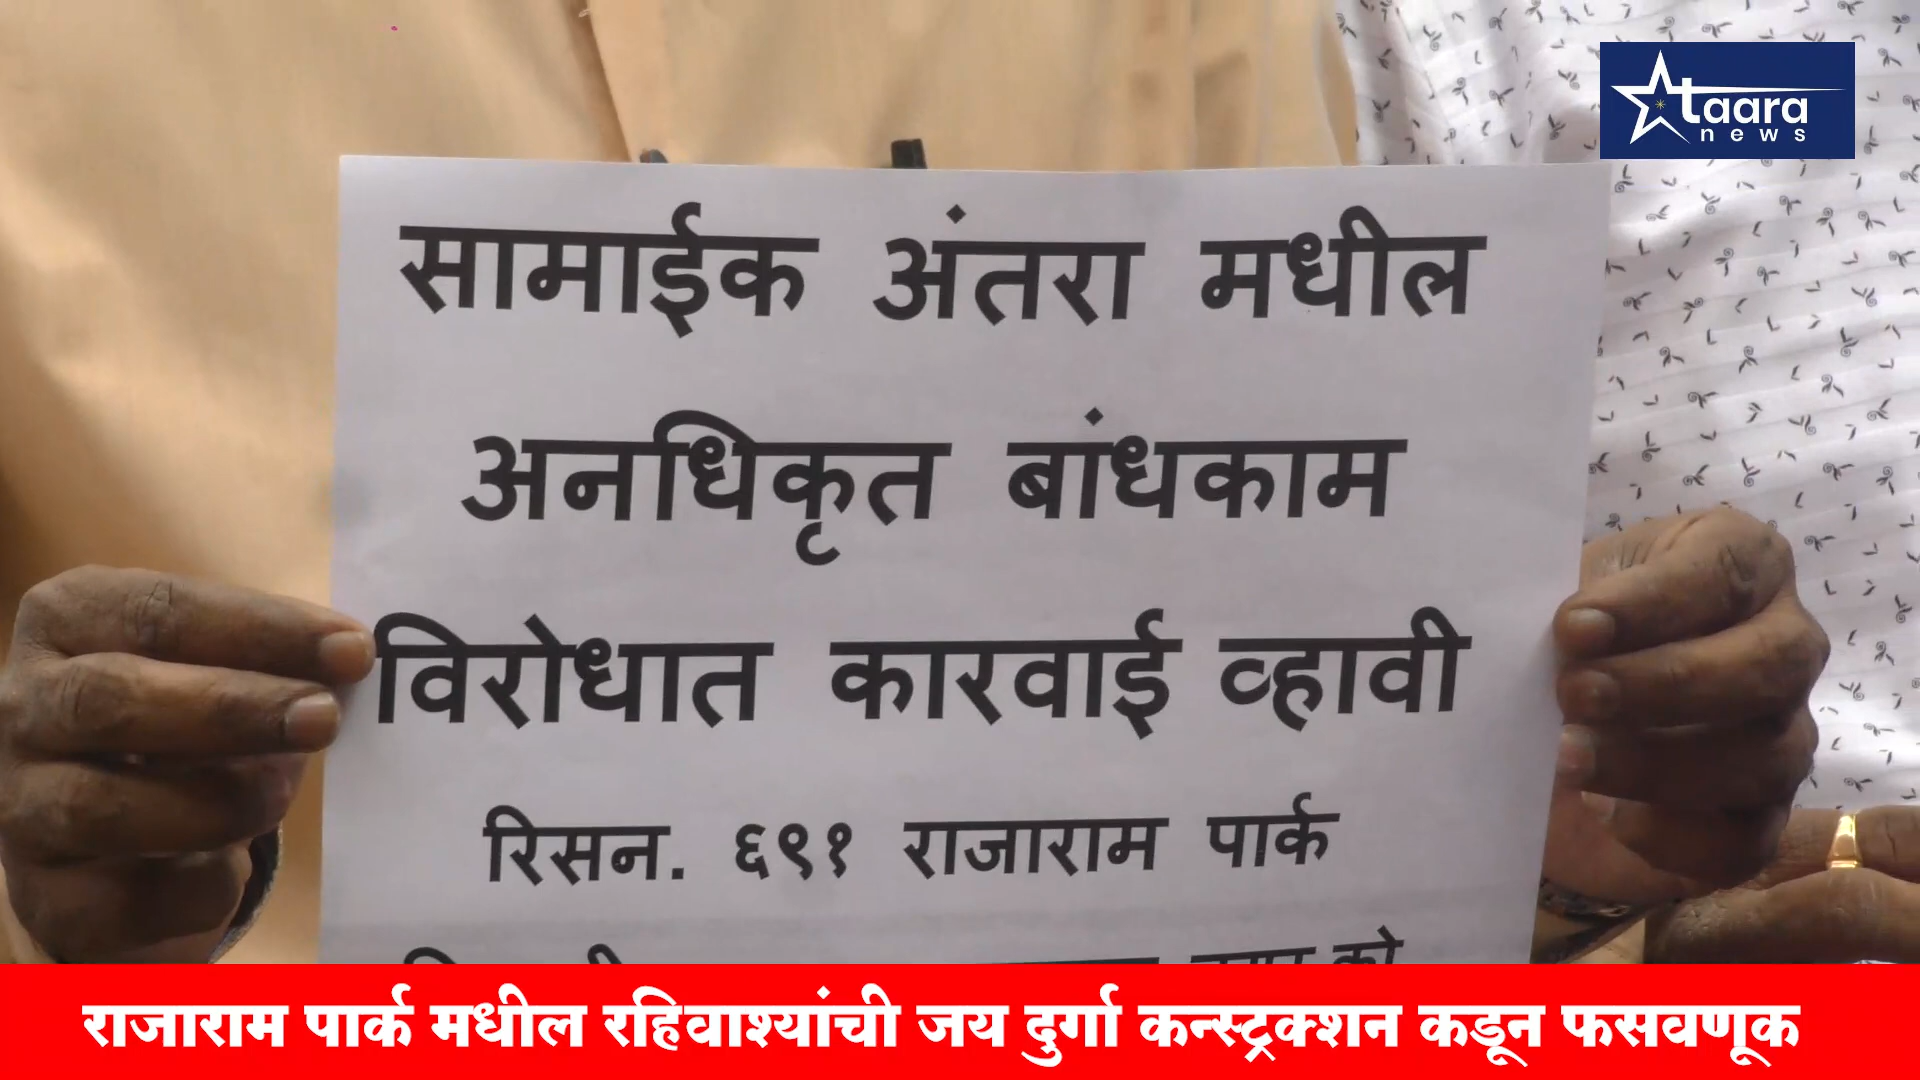 taara
news
सामाईक अंतरा मधील
अनधिकृत बांधकाम
विरोधात कारवाई व्हावी
रिसन. ६९१ राजाराम पार्क
राजाराम पार्क मधील रहिवाश्यांची जय दुर्गा कन्स्ट्रक्शन कडून फसवणूक